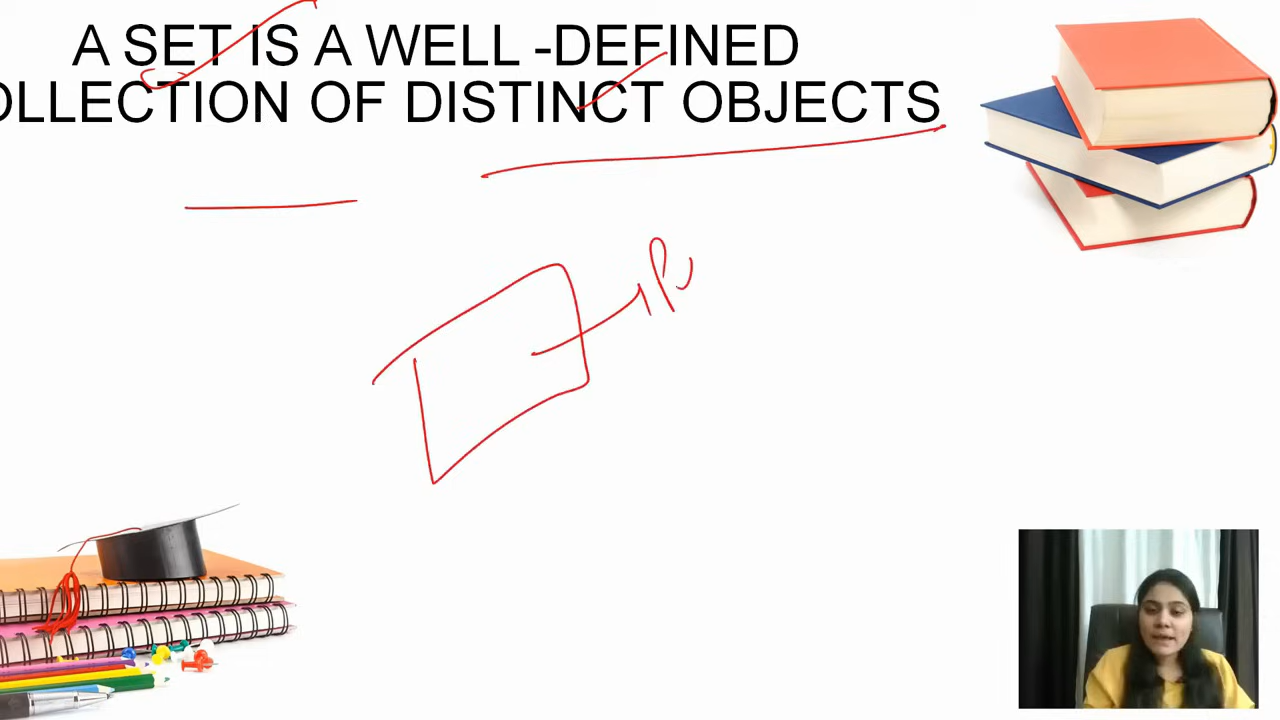 A SET IS A WELL -DEFINED
OLLECTION OF DISTINCT OBJECTS